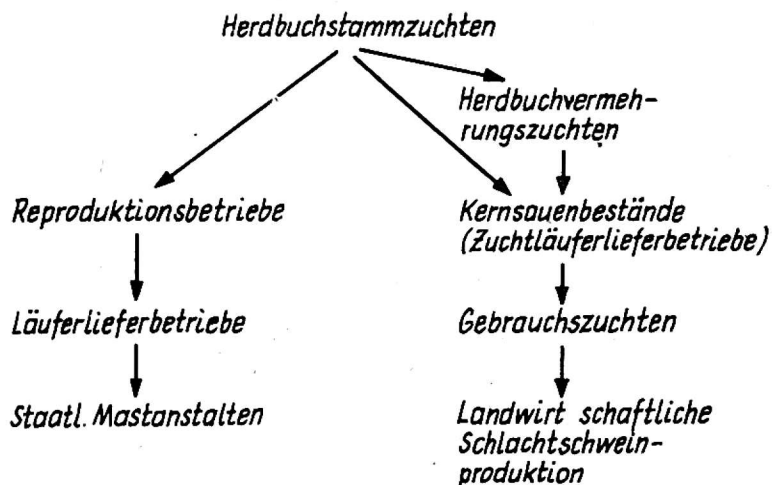 Herdbuchstammzuchten
Herdbuchvermeh-
rungszuchten
Reproduktionsbetriebe
Kernsauenbestände
(Zuchtläuferlieferbetriebe)
Läuferlieferbetriebe
Gebrauchszuchten
Staatl. Mastanstalten
Landwirt schaftliche
Schlachtschwein-
produktion